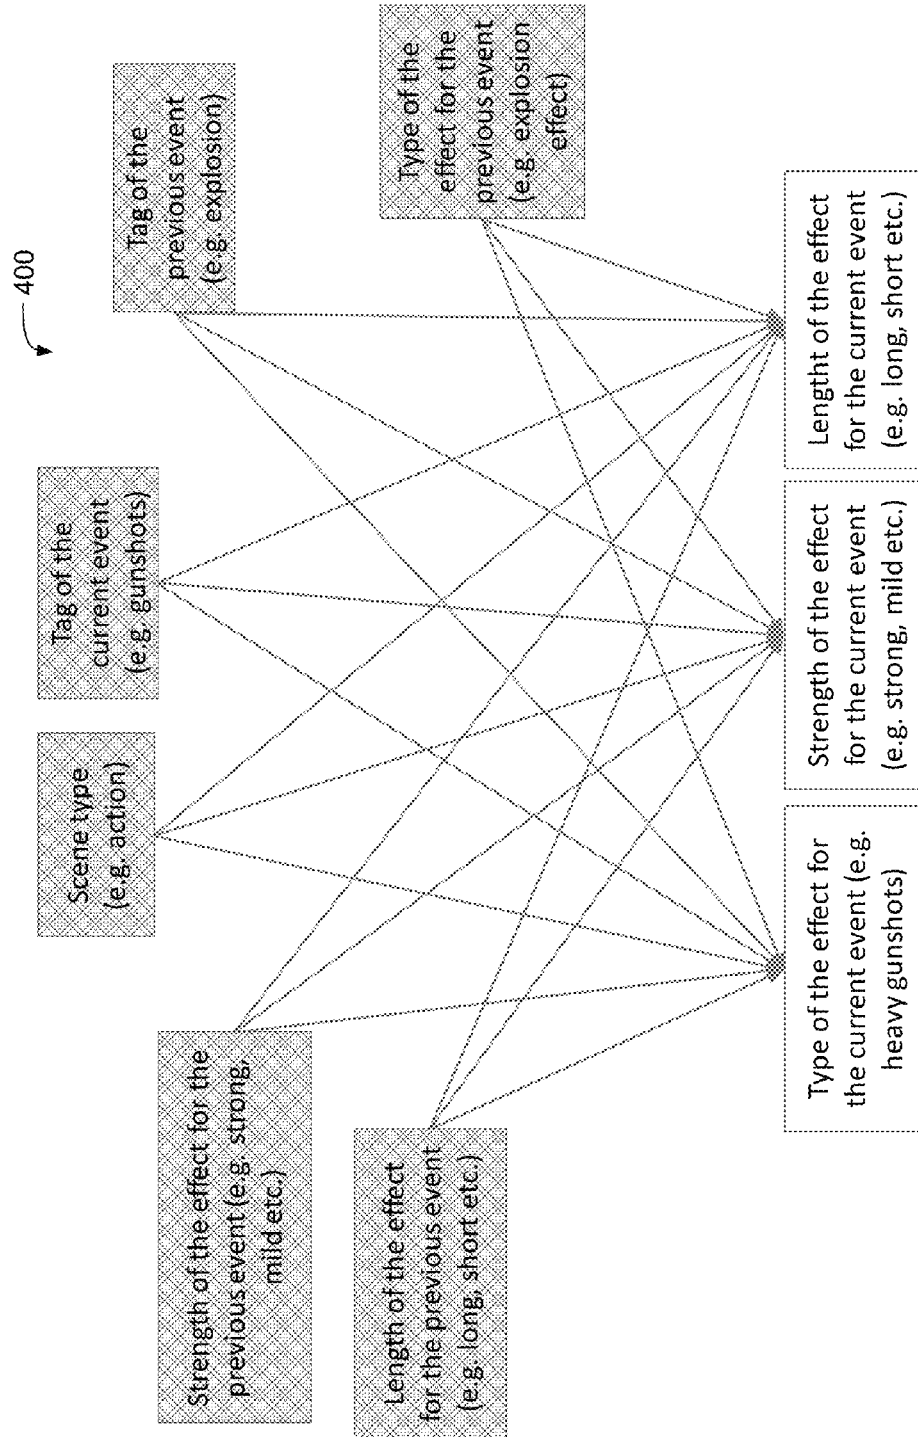 400
Tag of the
previous event
(e.g. explosion)
Type of the
effect for the
previous event
(e.g. explosion
effect)
Tag of the
current event
(e.g. gunshots)
Scene type
(e.g. action)
Strength of the effect for the
previous event (e.g. strong,
mild etc.)
Length of the effect
for the previous event
(e.g. long, short etc.)
Type of the effect for
the current event (e.g.
heavy gunshots)
Strength of the effect
for the current event
(e.g. strong, mild etc.)
Lenght of the effect
for the current event
(e.g. long, short etc.)